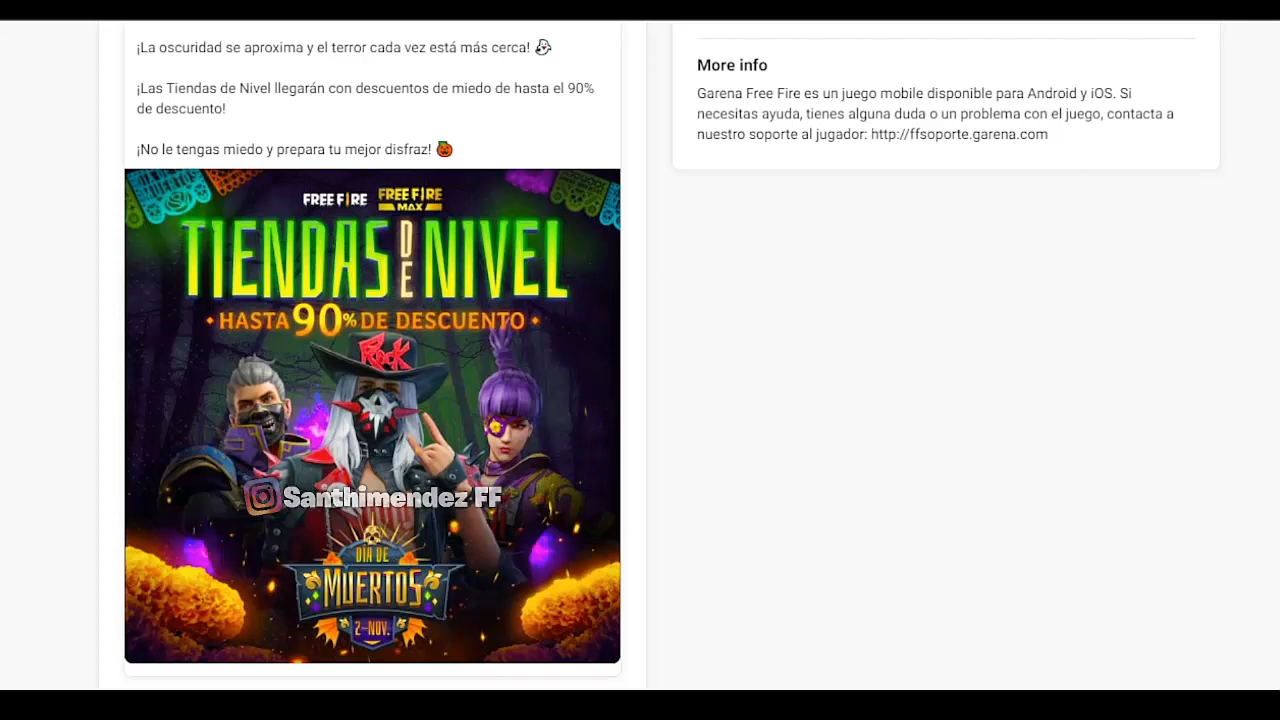 ¡La oscuridad se aproxima y el terror cada vez está más cerca! 👻
¡Las Tiendas de Nivel llegarán con descuentos de miedo de hasta el 90%
de descuento!
¡No le tengas miedo y prepara tu mejor disfraz! 🎃
FREE FIRE FREE FIRE
MAX
MUERTOS
TIENDAS DE NIVEL
HASTA 90% DE DESCUENTO
ROCK
Santhimendez FF
DÍA DE
MUERTOS
2-NOV.
More info
Garena Free Fire es un juego mobile disponible para Android y iOS. Si
necesitas ayuda, tienes alguna duda o un problema con el juego, contacta a
nuestro soporte al jugador: http://ffsoporte.garena.com